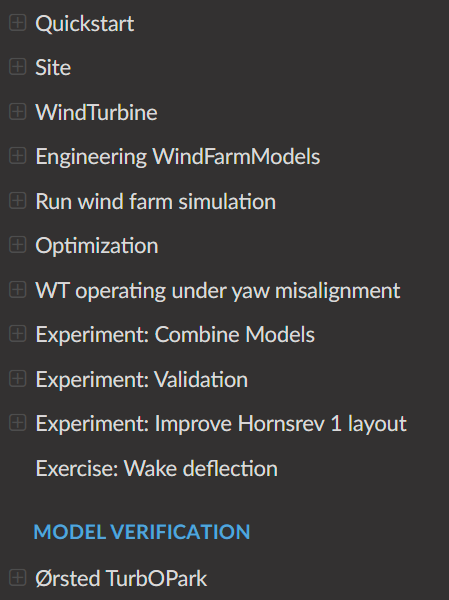 Quickstart
Site
WindTurbine
Engineering WindFarmModels
Run wind farm simulation
Optimization
WT operating under yaw misalignment
Experiment: Combine Models
Experiment: Validation
Experiment: Improve Hornsrev 1 layout
Exercise: Wake deflection
MODEL VERIFICATION
Ørsted TurbOPark